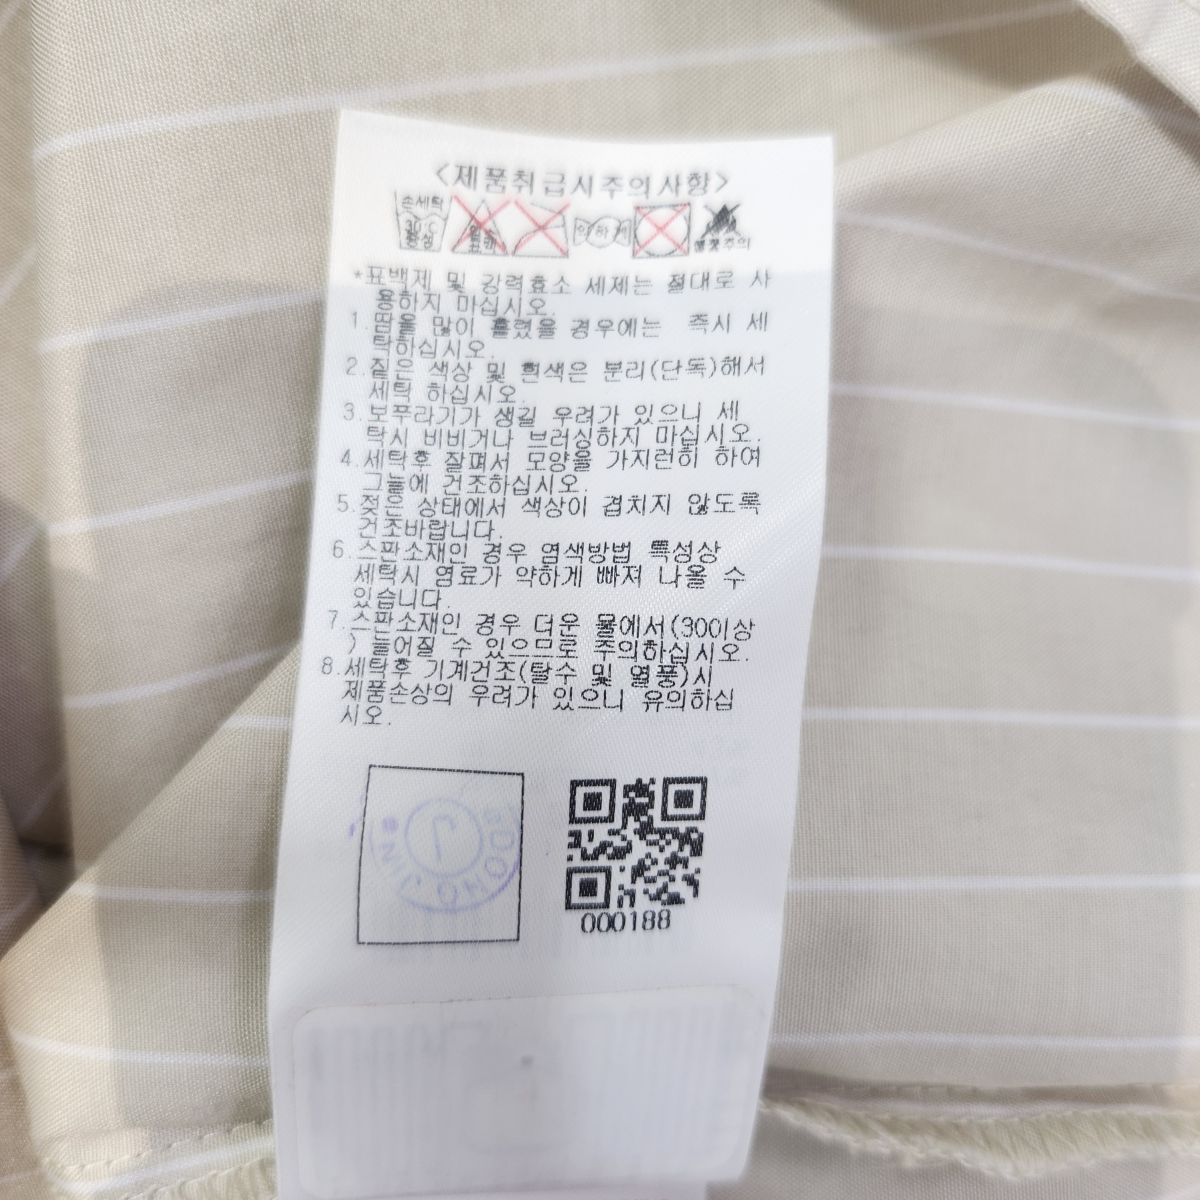 <제품취급시주의사항>
손세탁
30℃
중성
약하게
불꽃주의
*표백제 및 강력효소 세제는 절대로 사
용하지 마십시오.
1.땀을 많이 흘렸을 경우에는 즉시 세
탁하십시오.
2.짙은 색상 및 흰색은 분리(단독)해서
세탁 하십시오.
3.보푸라기가 생길 우려가 있으니 세
탁시 비비거나 브러싱하지 마십시오.
4.세탁후 잘펴서 모양을 가지런히 하여
그늘에 건조하십시오.
5.젖은 상태에서 색상이 겹치지 않도록
건조바랍니다.
6.스판소재인 경우 염색방법 특성상
세탁시 염료가 약하게 빠져 나올 수
있습니다.
7.스판소재인 경우 더운 물에서(30이상
) 늘어질 수 있으므로 주의하십시오.
8.세탁후 기계건조(탈수 및 열풍)시
제품손상의 우려가 있으니 유의하십
시오.
DONG JIN
J
000188